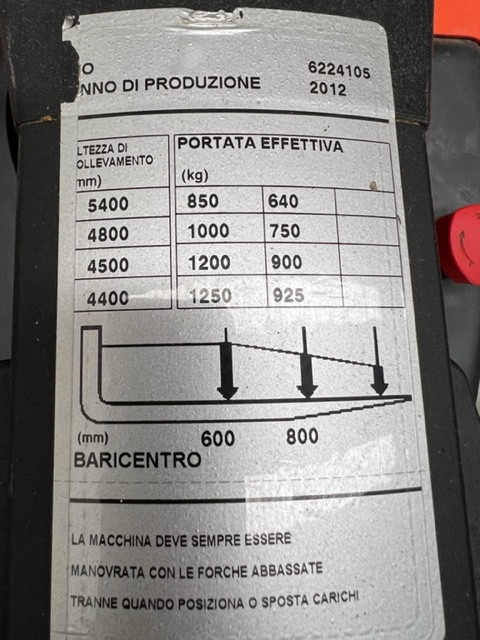 O 6224105
NNO DI PRODUZIONE 2012
LTEZZA DI
OLLEVAMENTO
mm)
PORTATA EFFETTIVA
(kg)
5400 850 640
4800 1000 750
4500 1200 900
4400 1250 925
(mm) 600 800
BARICENTRO
LA MACCHINA DEVE SEMPRE ESSERE
MANOVRATA CON LE FORCHE ABBASSATE
TRANNE QUANDO POSIZIONA O SPOSTA CARICHI